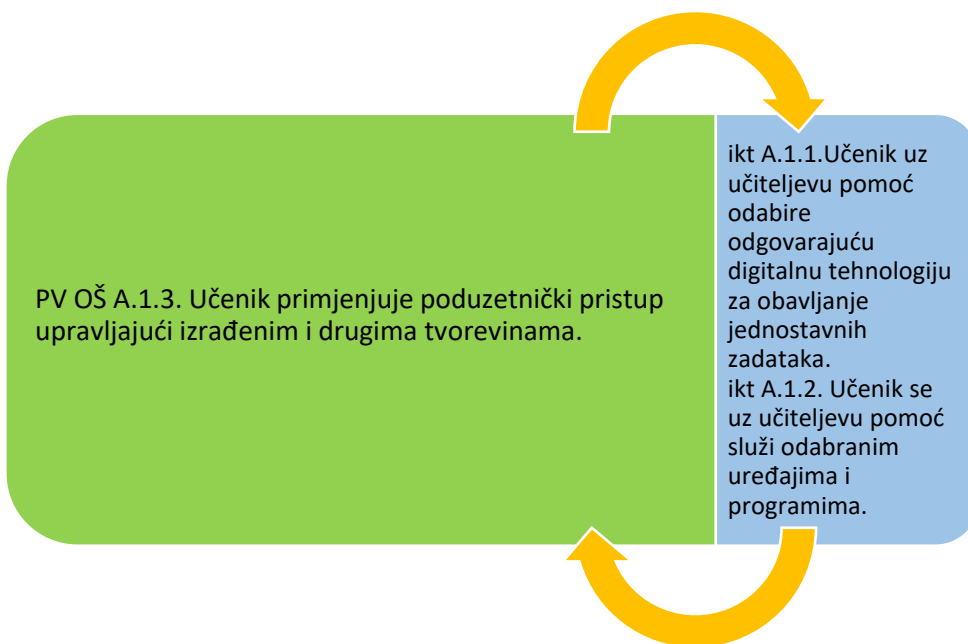 PV OŠ A.1.3. Učenik primjenjuje poduzetnički pristup
upravljajući izrađenim i drugima tvorevinama.
ikt A.1.1.Učenik uz
učiteljevu pomoć
odabire
odgovarajuću
digitalnu tehnologiju
za obavljanje
jednostavnih
zadataka.
ikt A.1.2. Učenik se
uz učiteljevu pomoć
služi odabranim
uređajima i
programima.